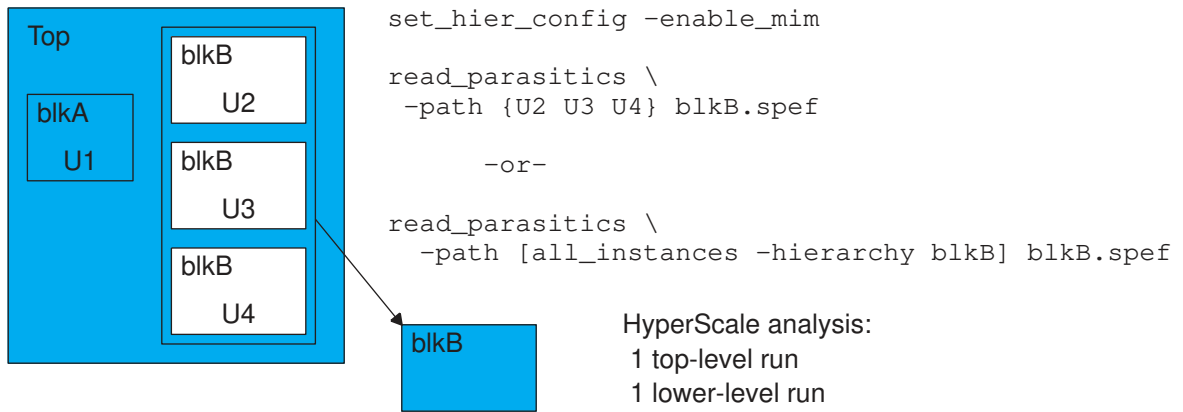 Top
blkA
U1
blkB
U2
blkB
U3
blkB
U4
blkB
set_hier_config -enable_mim
read_parasitics \
-path {U2 U3 U4} blkB.spef
-or-
read_parasitics \
-path [all_instances -hierarchy blkB] blkB.spef
HyperScale analysis:
1 top-level run
1 lower-level run